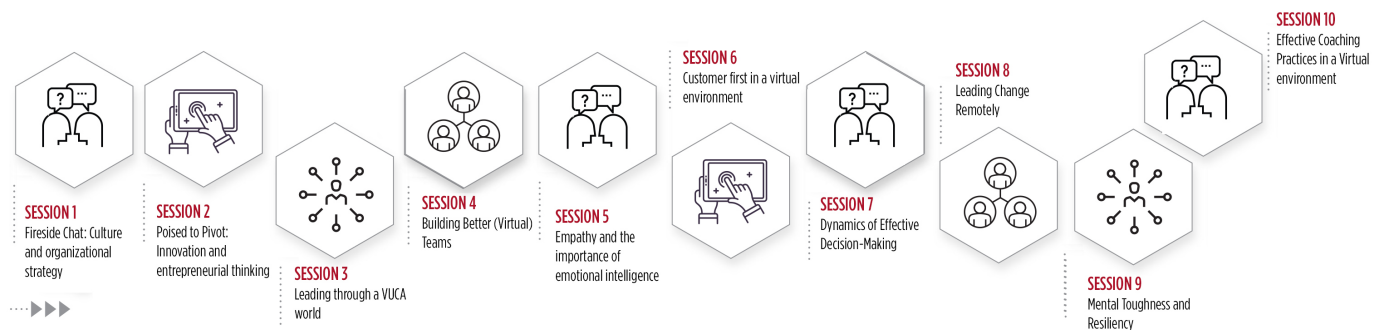 SESSION 1
Fireside Chat: Culture
and organizational
strategy
SESSION 2
Poised to Pivot:
Innovation and
entrepreneurial thinking
SESSION 3
Leading through a VUCA
world
SESSION 4
Building Better (Virtual)
Teams
SESSION 5
Empathy and the
importance of
emotional intelligence
SESSION 6
Customer first in a virtual
environment
SESSION 7
Dynamics of Effective
Decision-Making
SESSION 8
Leading Change
Remotely
SESSION 9
Mental Toughness and
Resiliency
SESSION 10
Effective Coaching
Practices in a Virtual
environment